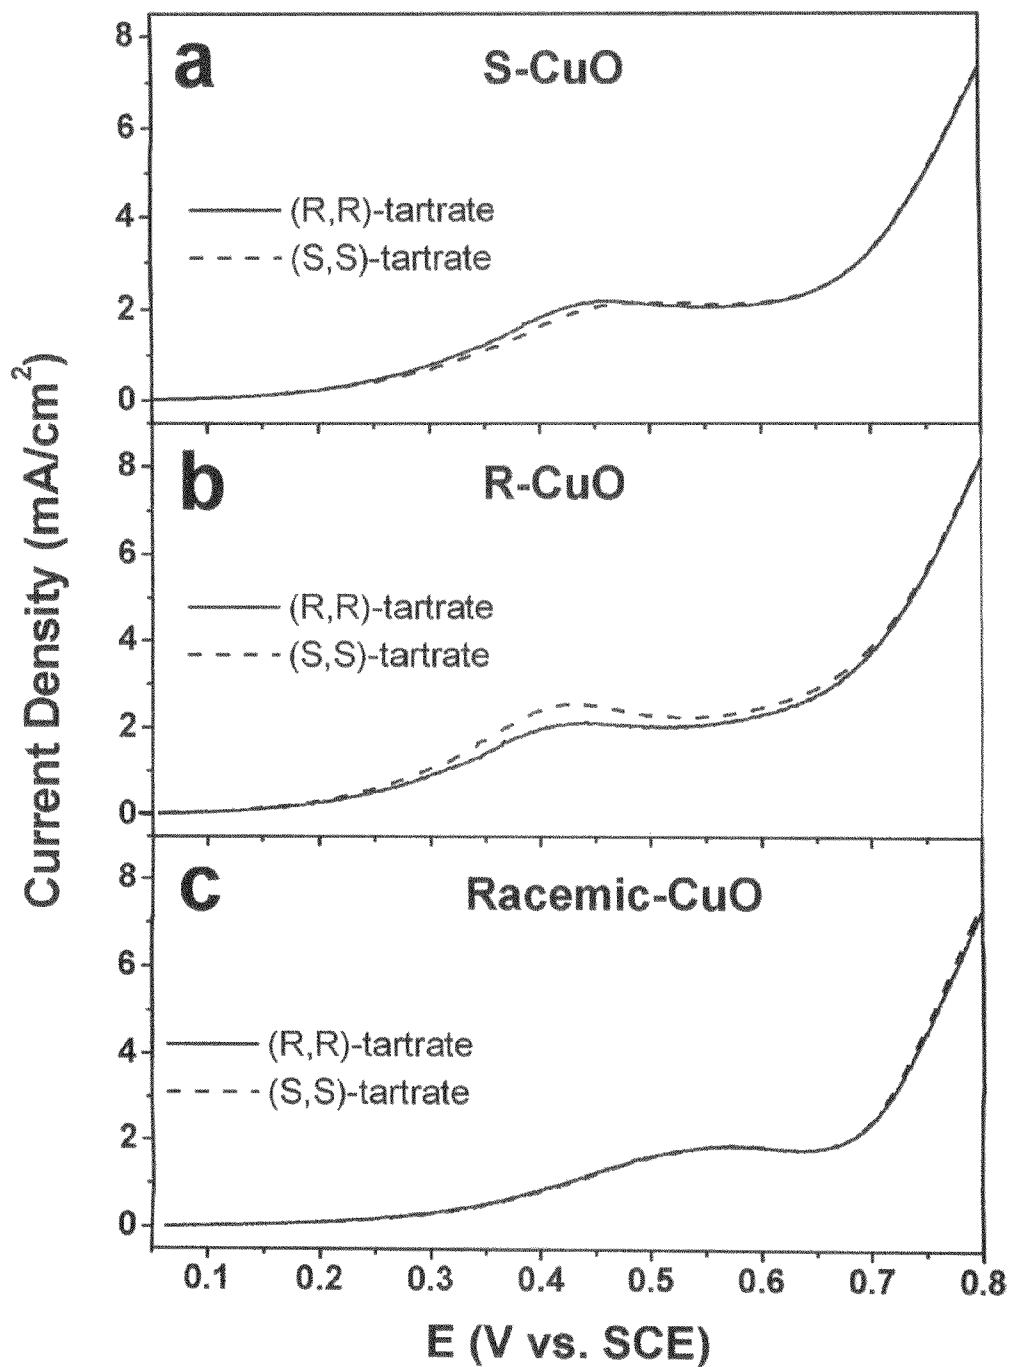 a
S-CuO
8
6
4
2
0
(R,R)-tartrate
(S,S)-tartrate
b
R-CuO
8
6
4
2
0
(R,R)-tartrate
(S,S)-tartrate
c
Racemic-CuO
8
6
4
2
0
(R,R)-tartrate
(S,S)-tartrate
0.1 0.2 0.3 0.4 0.5 0.6 0.7 0.8
E (V vs. SCE)
Current Density (mA/cm²)